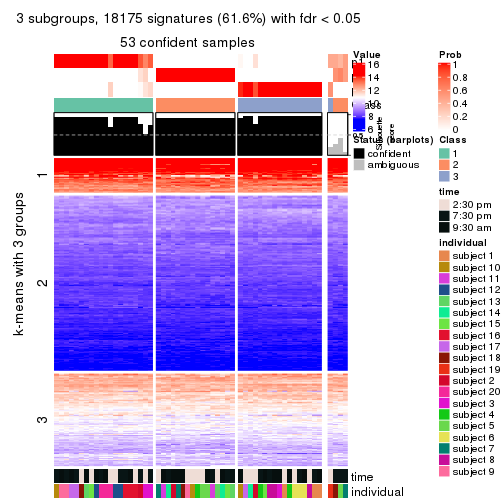 3 subgroups, 18175 signatures (61.6%) with fdr < 0.05
53 confident samples
k-means with 3 groups
1
2
3
Value
16
14
12
10
8
6
Status (barplots)
confident
ambiguous
Silhouette
score
Prob
1
0.8
0.6
0.4
0.2
0
Class
1
2
3
time
2:30 pm
7:30 pm
9:30 am
individual
subject 1
subject 10
subject 11
subject 12
subject 13
subject 14
subject 15
subject 16
subject 17
subject 18
subject 19
subject 2
subject 20
subject 3
subject 4
subject 5
subject 6
subject 7
subject 8
subject 9
time
individual